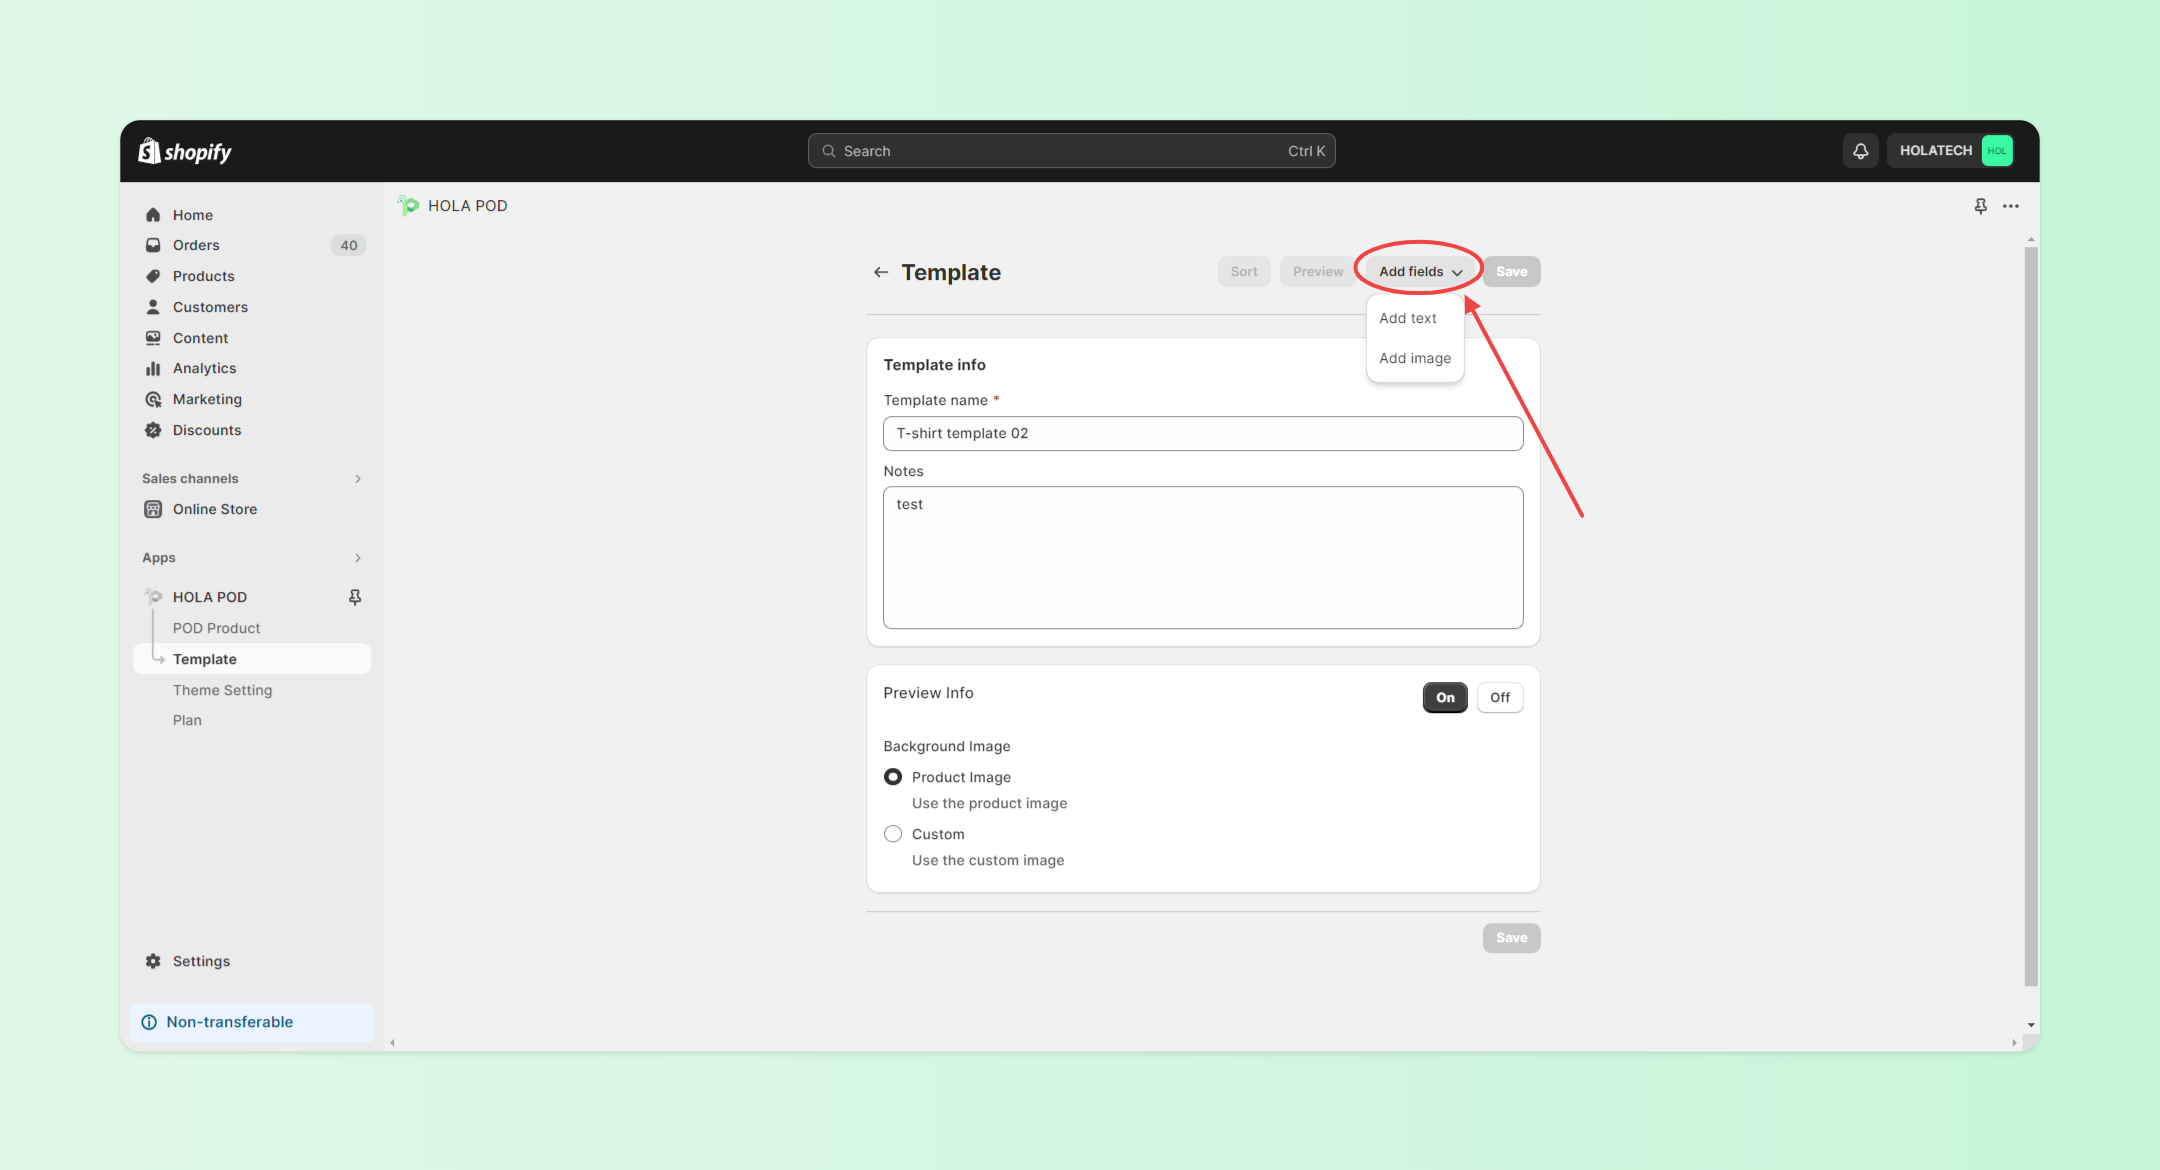 shopify
Search
Ctrl K
HOLATECH
HOL
Home
Orders
40
Products
Customers
Content
Analytics
Marketing
Discounts
Sales channels
Online Store
Apps
HOLA POD
POD Product
Template
Theme Setting
Plan
Settings
Non-transferable
HOLA POD
Template
Sort
Preview
Add fields
Save
Add text
Add image
Template info
Template name *
T-shirt template 02
Notes
test
Preview Info
On
Off
Background Image
Product Image
Use the product image
Custom
Use the custom image
Save